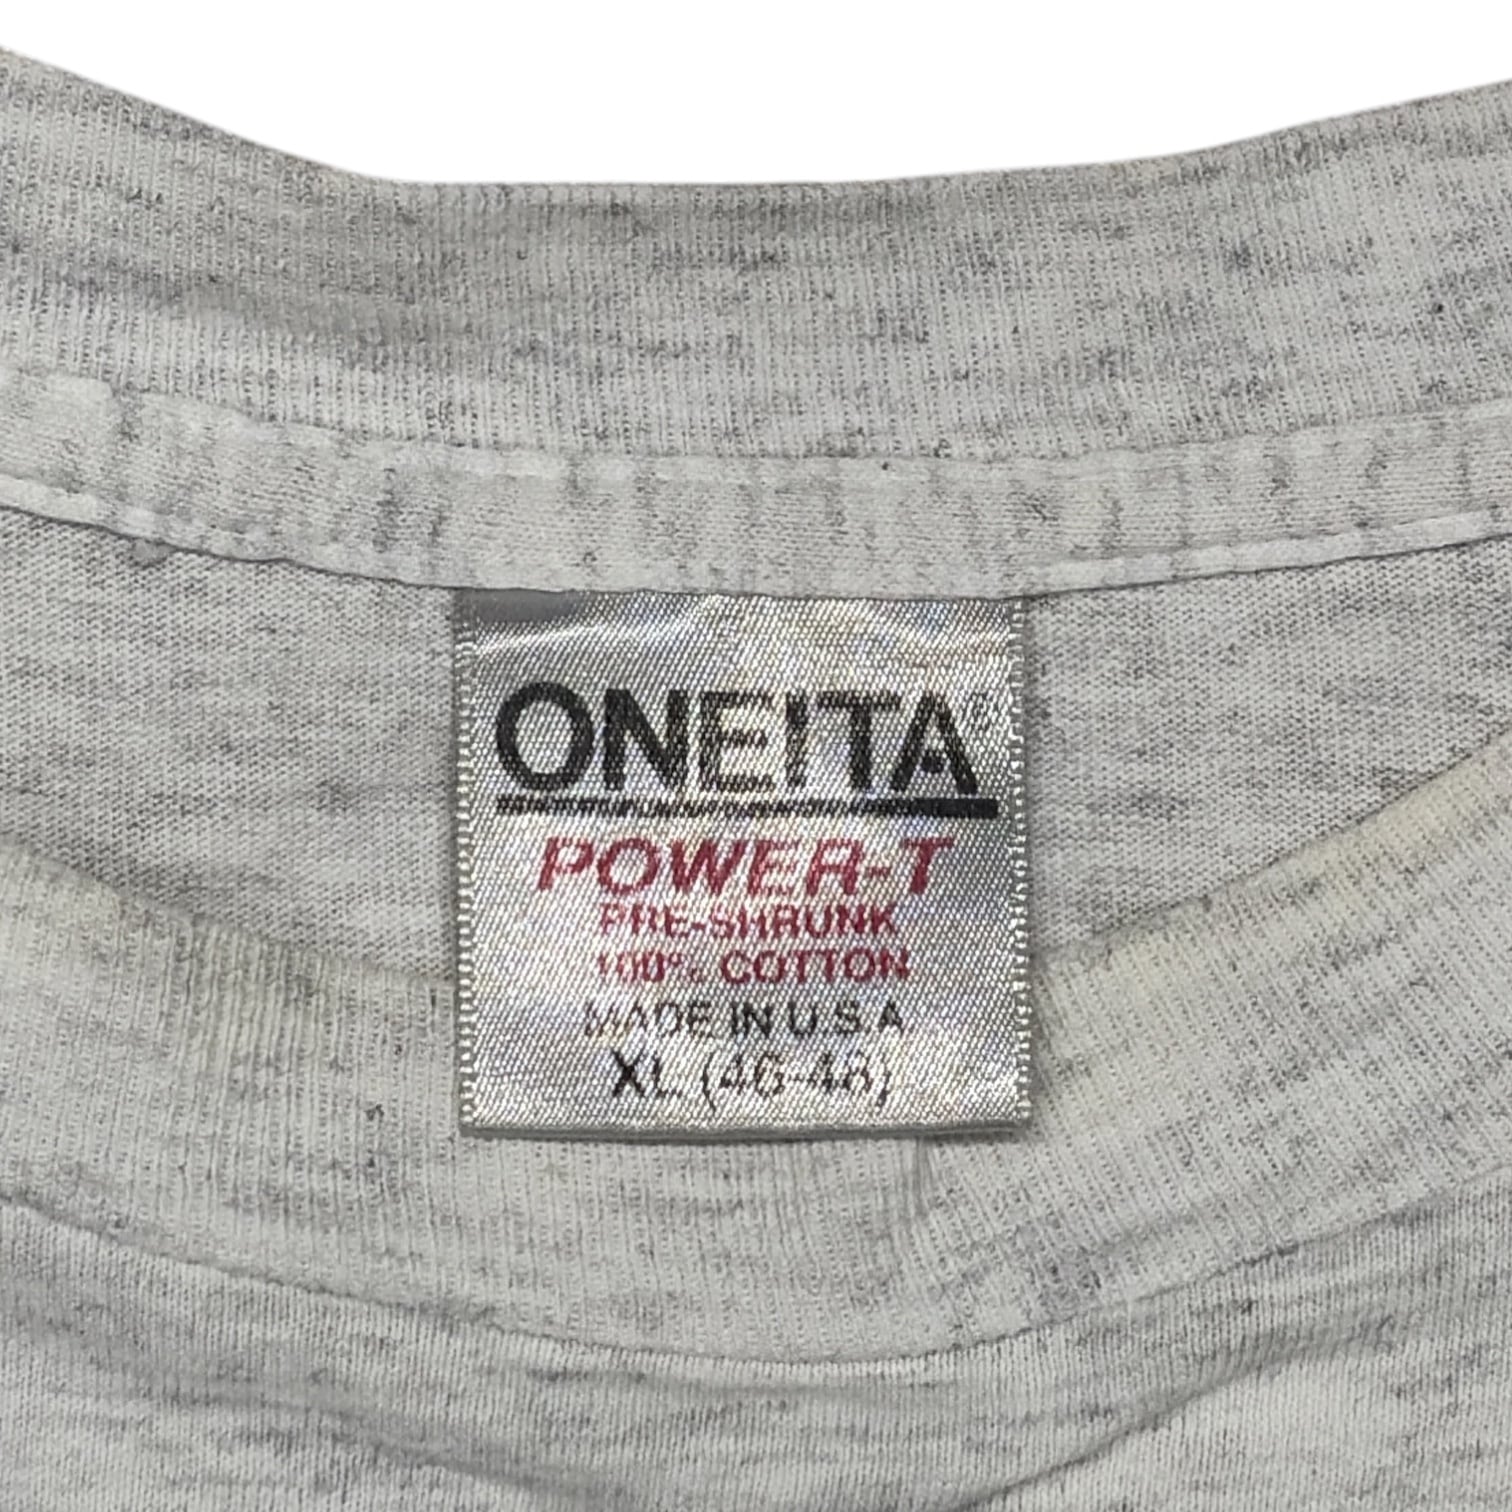 ONEITA®
POWER-T
PRE-SHRUNK
100% COTTON
MADE IN U.S.A
XL (46-48)